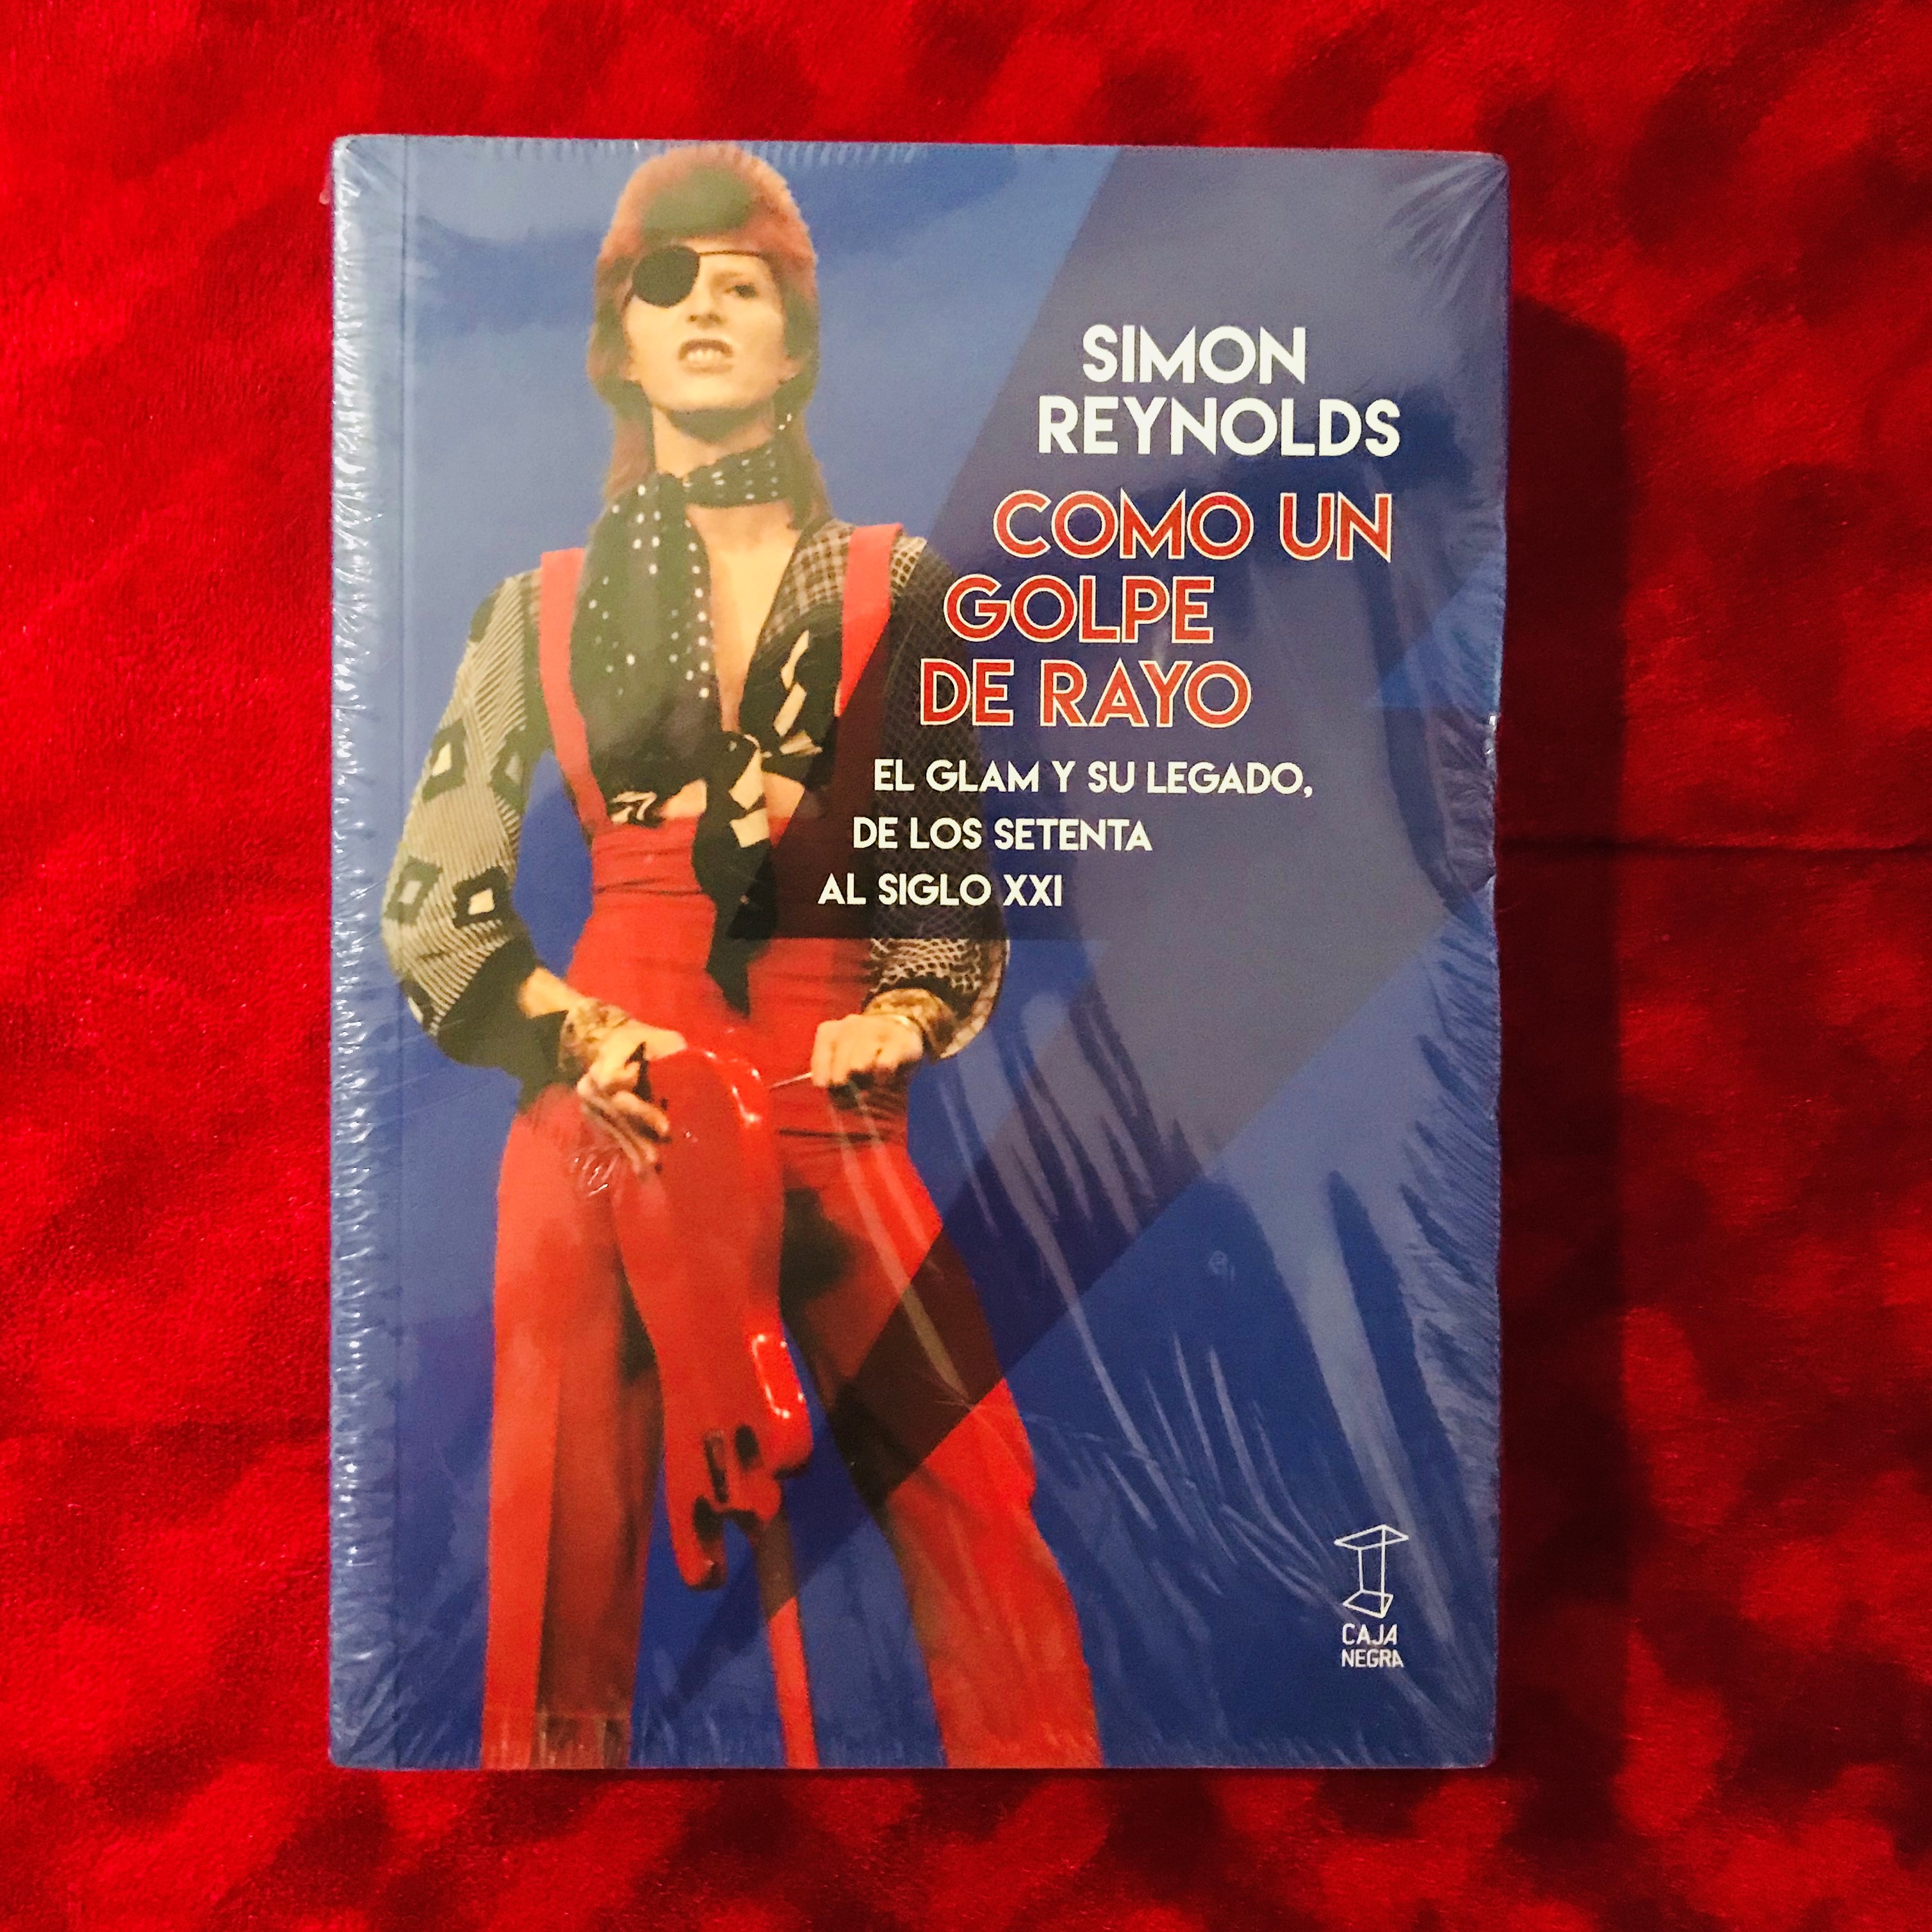 SIMON
REYNOLDS
COMO UN
GOLPE
DE RAYO
EL GLAM Y SU LEGADO,
DE LOS SETENTA
AL SIGLO XXI
CAJA
NEGRA